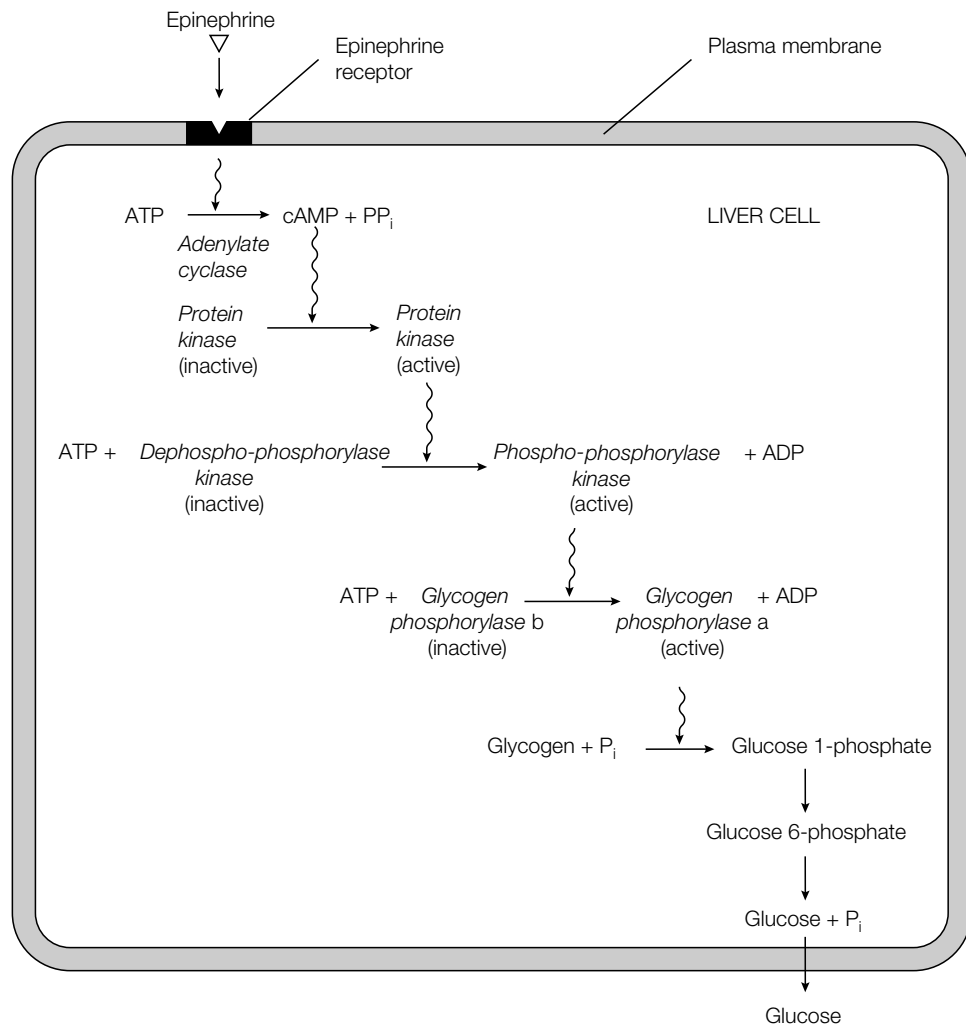 Epinephrine
Epinephrine
receptor
Plasma membrane
ATP
cAMP + PPi
LIVER CELL
Adenylate
cyclase
Protein
kinase
(inactive)
Protein
kinase
(active)
ATP + Dephospho-phosphorylase
kinase
(inactive)
Phospho-phosphorylase + ADP
kinase
(active)
ATP + Glycogen
phosphorylase b
(inactive)
Glycogen + ADP
phosphorylase a
(active)
Glycogen + Pi
Glucose 1-phosphate
Glucose 6-phosphate
Glucose + Pi
Glucose